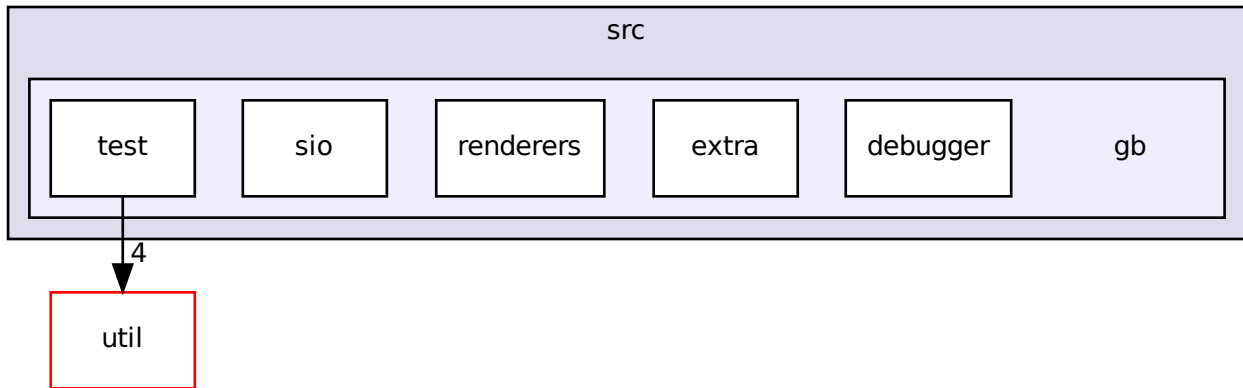 src
test
sio
renderers
extra
debugger
gb
4
util